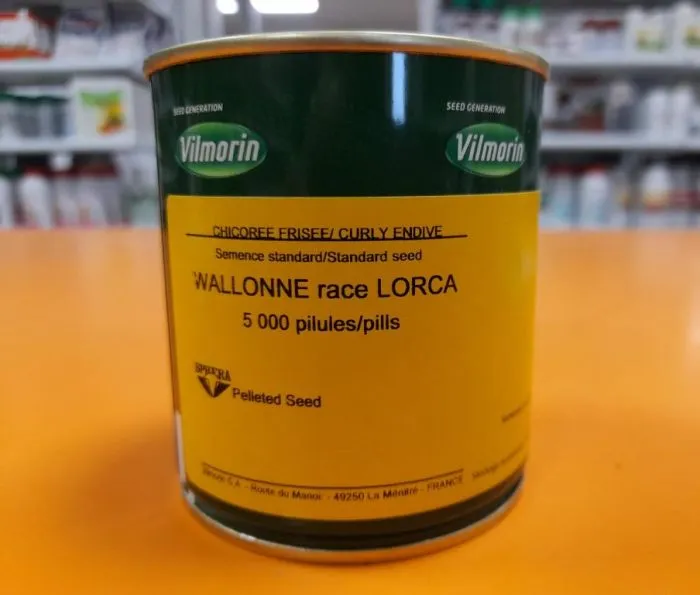 SEED GENERATION
Vilmorin
SEED GENERATION
Vilmorin
CHICOREE FRISEE/ CURLY ENDIVE
Semence standard/Standard seed
WALLONNE race LORCA
5 000 pilules/pills
Pelleted Seed
S.A. - Route du Manoir - 49250 La Ménitré - FRANCE